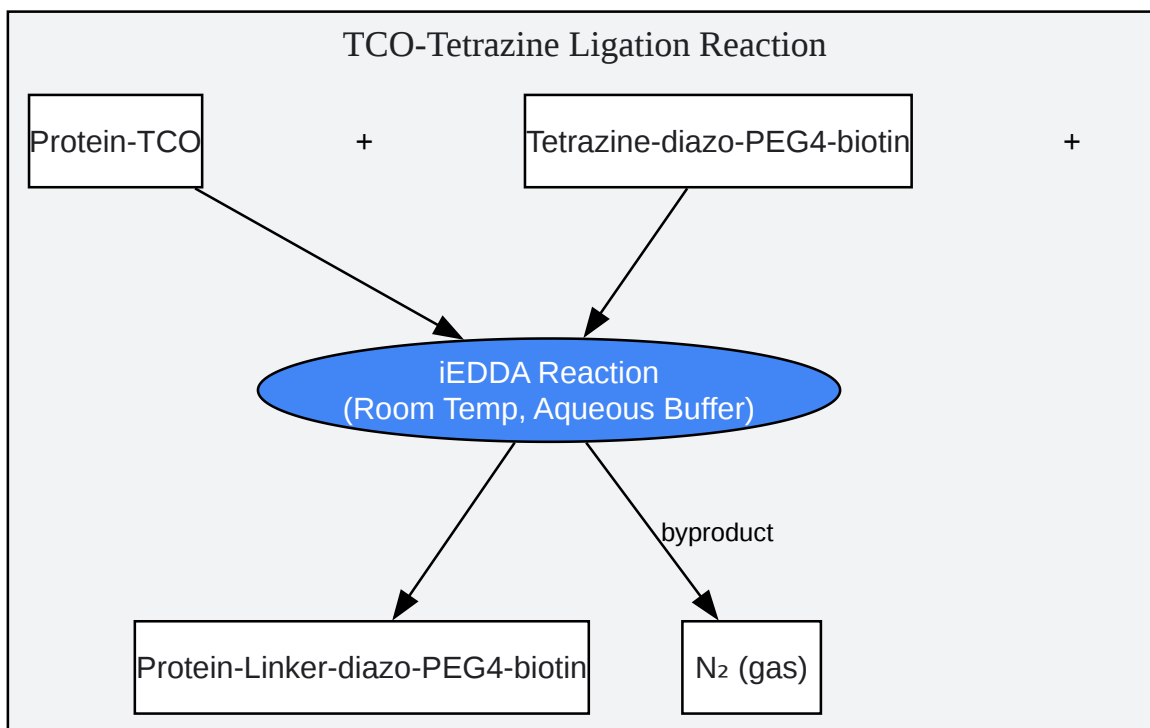 TCO-Tetrazine Ligation Reaction
Protein-TCO
+
Tetrazine-diazo-PEG4-biotin
+
iEDDA Reaction
(Room Temp, Aqueous Buffer)
byproduct
Protein-Linker-diazo-PEG4-biotin
N₂ (gas)